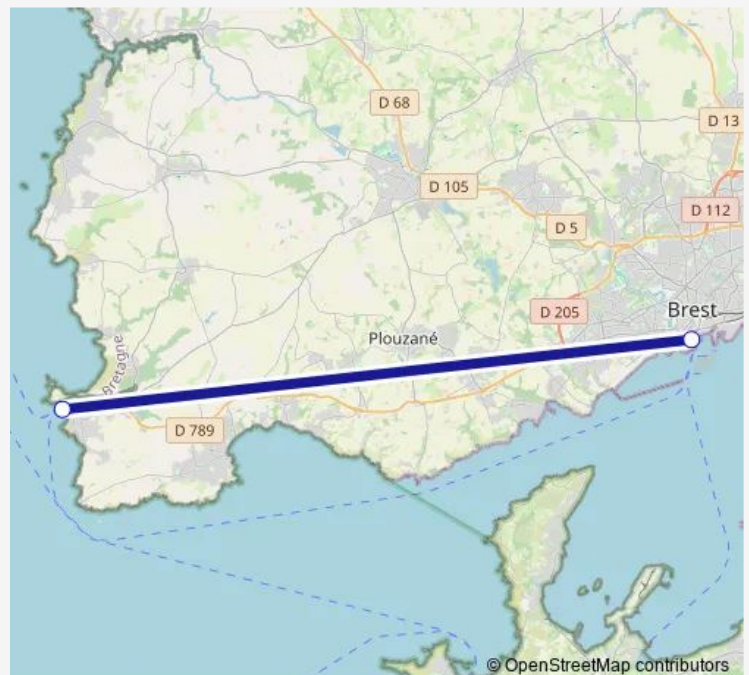 D 68
D 13
D 105
D 112
D 5
D 205
Brest
Plouzané
Bretagne
D 789
© OpenStreetMap contributors